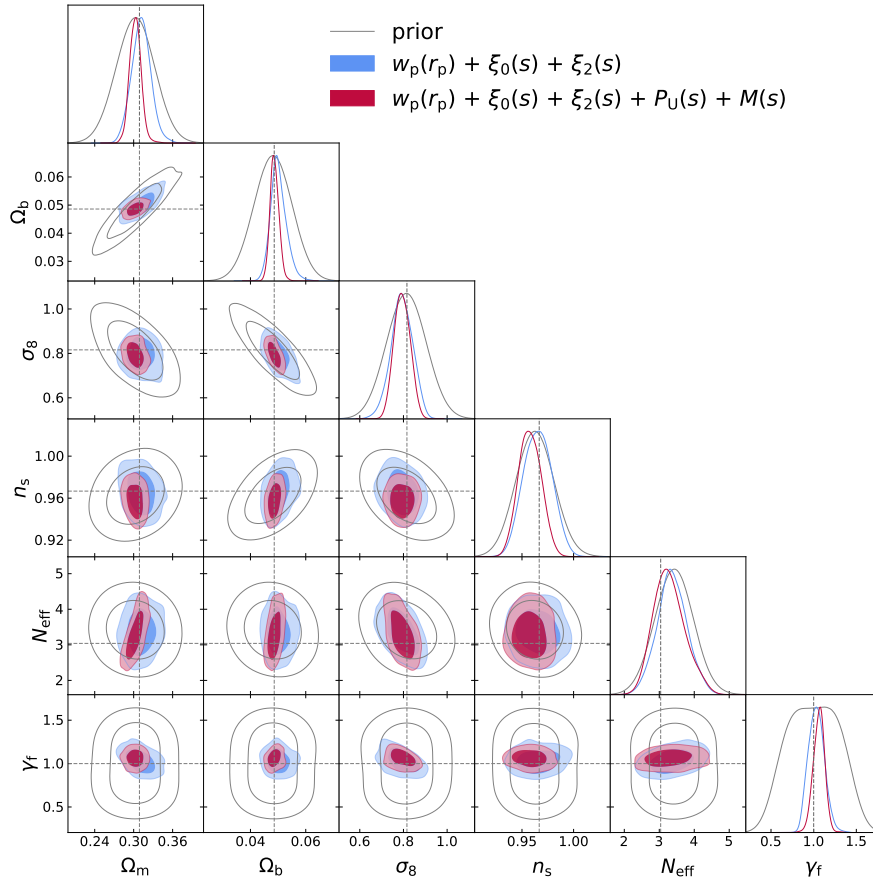 prior
w_p(r_p) + ξ_0(s) + ξ_2(s)
w_p(r_p) + ξ_0(s) + ξ_2(s) + P_U(s) + M(s)
0.06
0.05
0.04
0.03
Ω_b
1.0
0.8
0.6
σ_8
1.00
0.96
0.92
n_s
5
4
3
2
N_eff
1.5
1.0
0.5
γ_f
0.24 0.30 0.36
0.04 0.06
0.6 0.8 1.0
0.95 1.00
2 3 4 5
0.5 1.0 1.5
Ω_m Ω_b σ_8 n_s N_eff γ_f